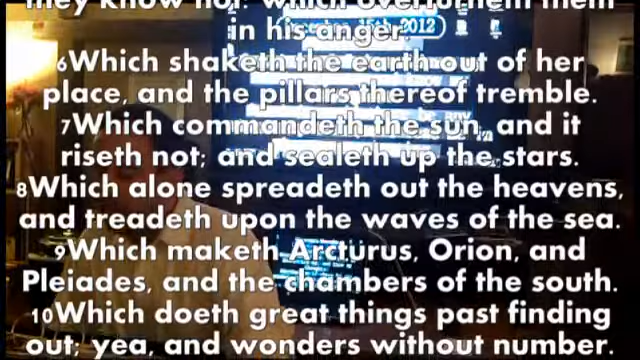 they know not: which overturneth them
December 15th, 2012
in his anger.
6Which shaketh the earth out of her
place, and the pillars thereof tremble.
7Which commandeth the sun, and it
riseth not; and sealeth up the stars.
8Which alone spreadeth out the heavens,
and treadeth upon the waves of the sea.
9Which maketh Arcturus, Orion, and
Pleiades, and the chambers of the south.
10Which doeth great things past finding
out; yea, and wonders without number.